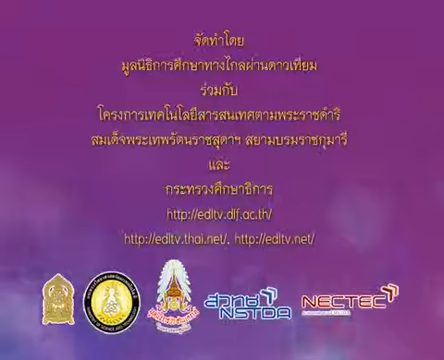 จัดทำโดย
มูลนิธิการศึกษาทางไกลผ่านดาวเทียม
ร่วมกับ
โครงการเทคโนโลยีสารสนเทศตามพระราชดำริ
สมเด็จพระเทพรัตนราชสุดาฯ สยามบรมราชกุมารี
และ
กระทรวงศึกษาธิการ
http://edltv.dlf.ac.th/
http://edltv.thai.net/, http://edltv.net/
สวทช NECTEC
NSTDA